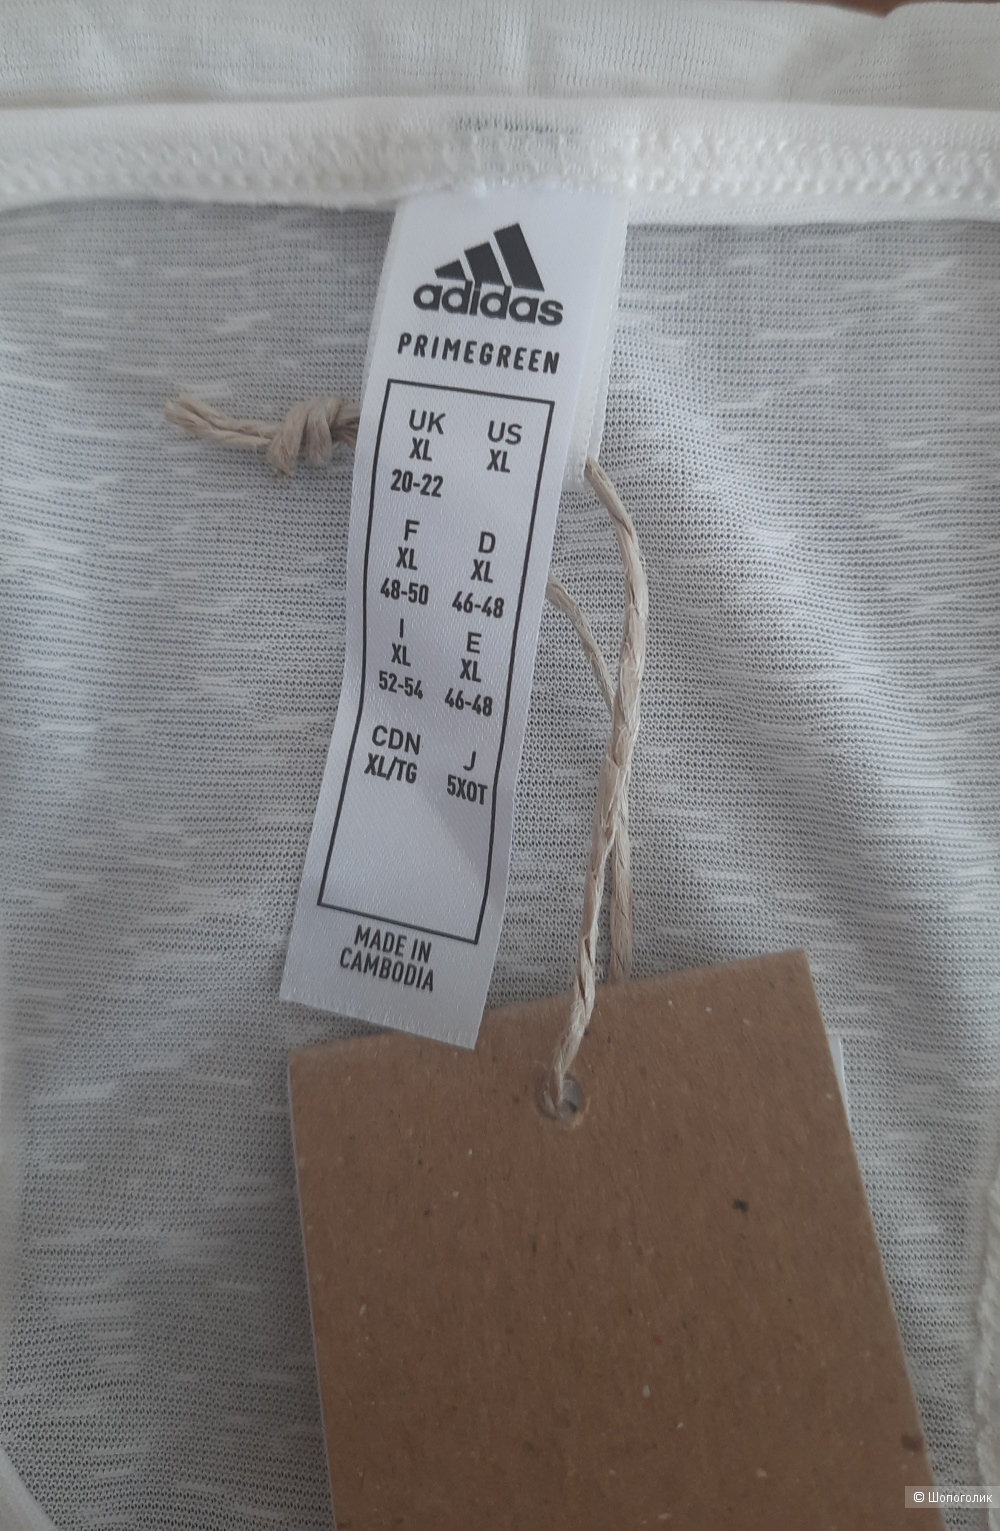 adidas
PRIMEGREEN
UK US
XL XL
20-22
F D
XL XL
48-50 46-48
I E
XL XL
52-54 46-48
CDN J
XL/TG 5XOT
MADE IN
CAMBODIA
© Шопоголик